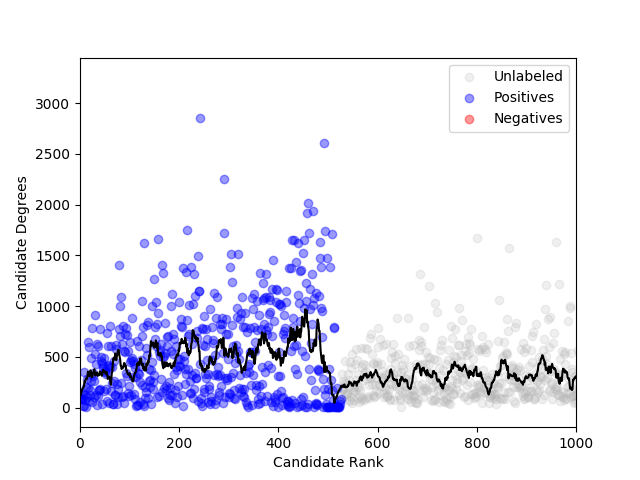 Unlabeled
Positives
Negatives
3000
2500
2000
1500
1000
500
0
Candidate Degrees
0 200 400 600 800 1000
Candidate Rank